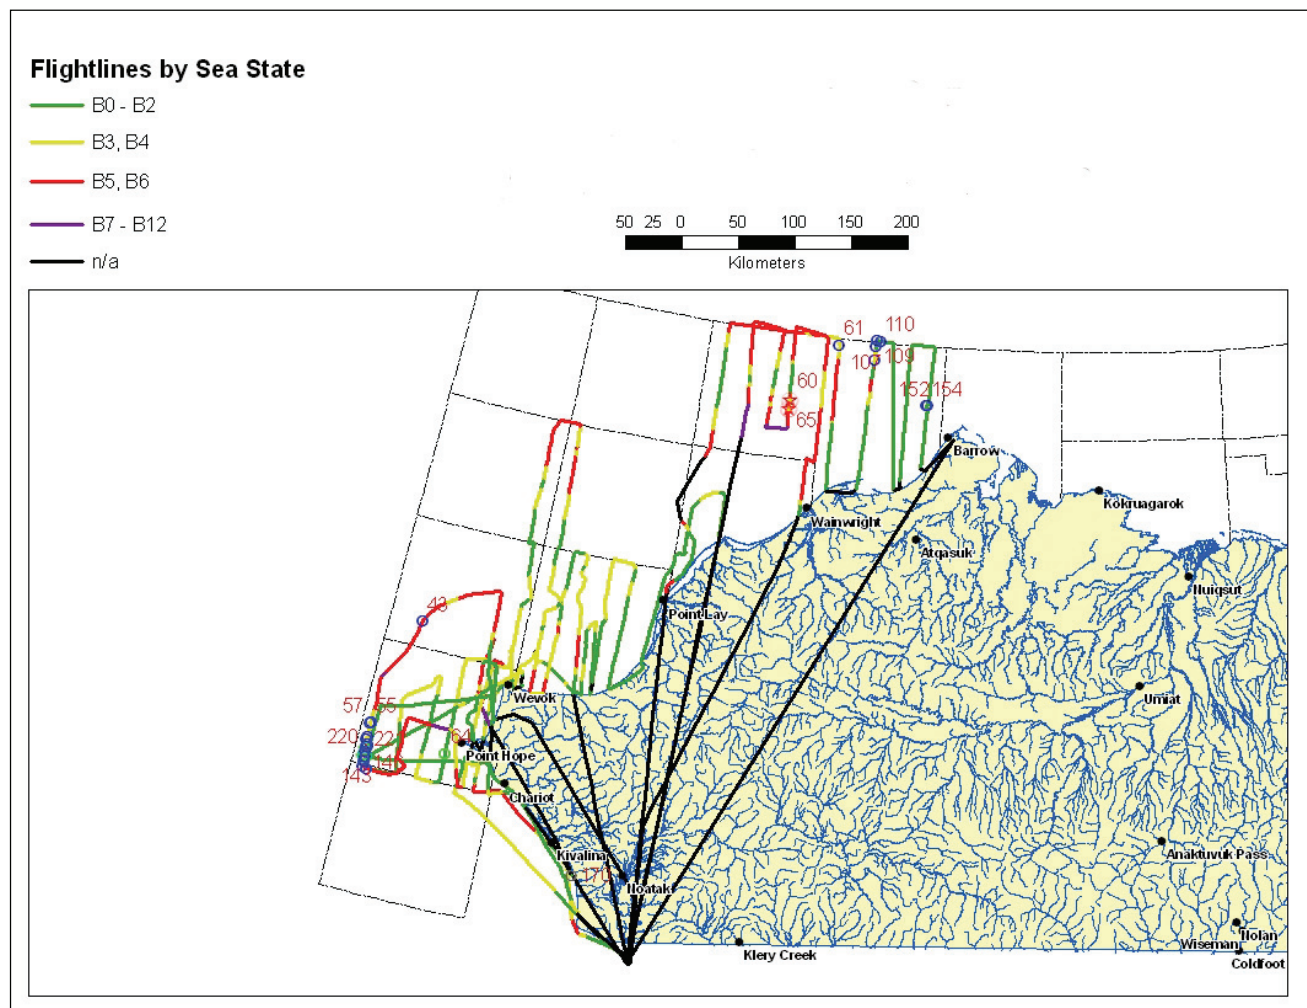 Flightlines by Sea State
B0 - B2
B3, B4
B5, B6
B7 - B12
n/a
50 25 0 50 100 150 200
Kilometers
61
110
109
60
65
152
154
Barrow
Kokruagarok
Wainwright
Atqasuk
Nuiqsut
43
Point Lay
Wevok
Umiat
57
55
220
22
64
Point Hope
143
Chariot
Kivalina
170
Noatak
Anaktuvuk Pass
Nolan
Wiseman
Klery Creek
Coldfoot